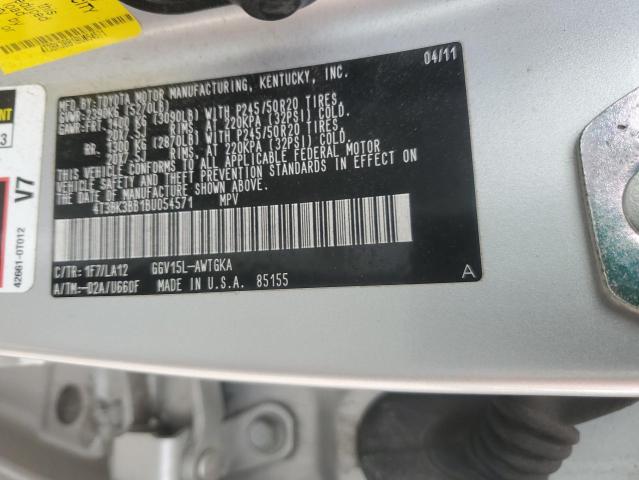 CITY
4T3BK3BB1BU054571
MFD. BY: TOYOTA MOTOR MANUFACTURING, KENTUCKY, INC. 04/11
GVWR: 2390KG (5270LB)
GAWR: FRT. 1400 KG (3090LB) WITH P245/50R20 TIRES,
20X7.5J RIMS, AT 220KPA (32PSI) COLD.
RR. 1300 KG (2870LB) WITH P245/50R20 TIRES,
20X7.5J RIMS, AT 220KPA (32PSI) COLD.
THIS VEHICLE CONFORMS TO ALL APPLICABLE FEDERAL MOTOR
VEHICLE SAFETY AND THEFT PREVENTION STANDARDS IN EFFECT ON
THE DATE OF MANUFACTURE SHOWN ABOVE.
4T3BK3BB1BU054571 MPV
C/TR: 1F7/LA12 GGV15L-AWTGKA
A/TM: -02A/U660F MADE IN U.S.A. 85155
A
V7
42661-0T012